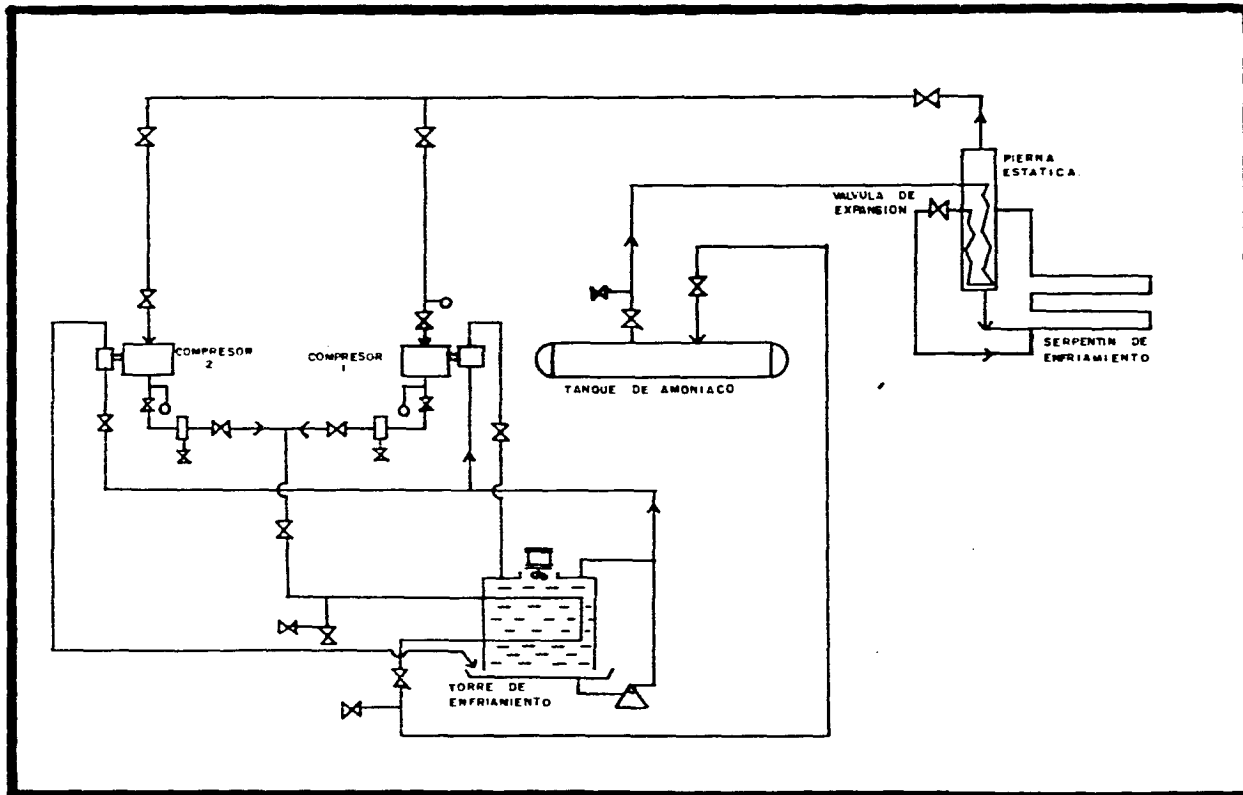 PIERNA
ESTATICA.
VALVULA DE
EXPANSION
COMPRESOR
2
COMPRESOR
1
SERPENTIN DE
ENFRIAMIENTO
TANQUE DE AMONIACO
TORRE DE
ENFRIAMIENTO